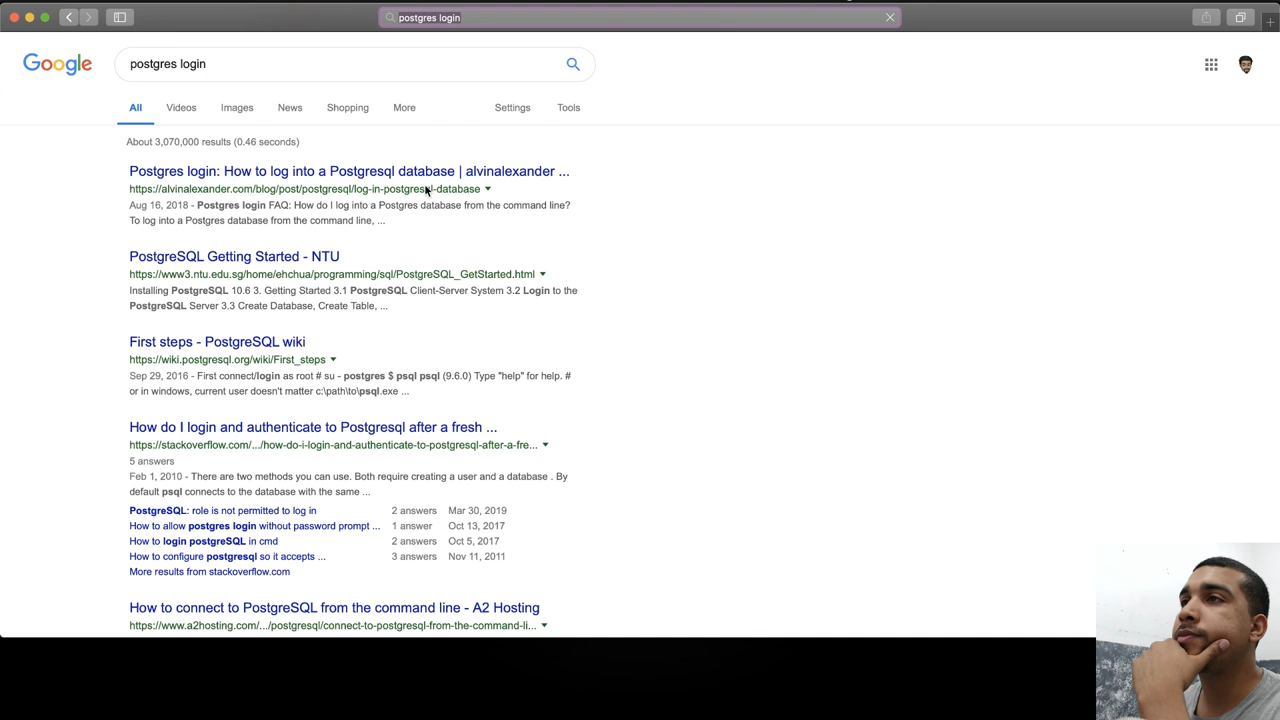 postgres login
Google
postgres login
All Videos Images News Shopping More Settings Tools
About 3,070,000 results (0.46 seconds)
Postgres login: How to log into a Postgresql database | alvinalexander ...
https://alvinalexander.com/blog/post/postgresql/log-in-postgresql-database
Aug 16, 2018 - Postgres login FAQ: How do I log into a Postgres database from the command line?
To log into a Postgres database from the command line, ...
PostgreSQL Getting Started - NTU
https://www3.ntu.edu.sg/home/ehchua/programming/sql/PostgreSQL_GetStarted.html
Installing PostgreSQL 10.6 3. Getting Started 3.1 PostgreSQL Client-Server System 3.2 Login to the
PostgreSQL Server 3.3 Create Database, Create Table, ...
First steps - PostgreSQL wiki
https://wiki.postgresql.org/wiki/First_steps
Sep 29, 2016 - First connect/login as root # su - postgres $ psql psql (9.6.0) Type "help" for help. #
or in windows, current user doesn't matter c:\path\to\psql.exe ...
How do I login and authenticate to Postgresql after a fresh ...
https://stackoverflow.com/.../how-do-i-login-and-authenticate-to-postgresql-after-a-fre...
5 answers
Feb 1, 2010 - There are two methods you can use. Both require creating a user and a database . By
default psql connects to the database with the same ...
PostgreSQL: role is not permitted to log in 2 answers Mar 30, 2019
How to allow postgres login without password prompt ... 1 answer Oct 13, 2017
How to login postgreSQL in cmd 2 answers Oct 5, 2017
How to configure postgresql so it accepts ... 3 answers Nov 11, 2011
More results from stackoverflow.com
How to connect to PostgreSQL from the command line - A2 Hosting
https://www.a2hosting.com/.../postgresql/connect-to-postgresql-from-the-command-li...